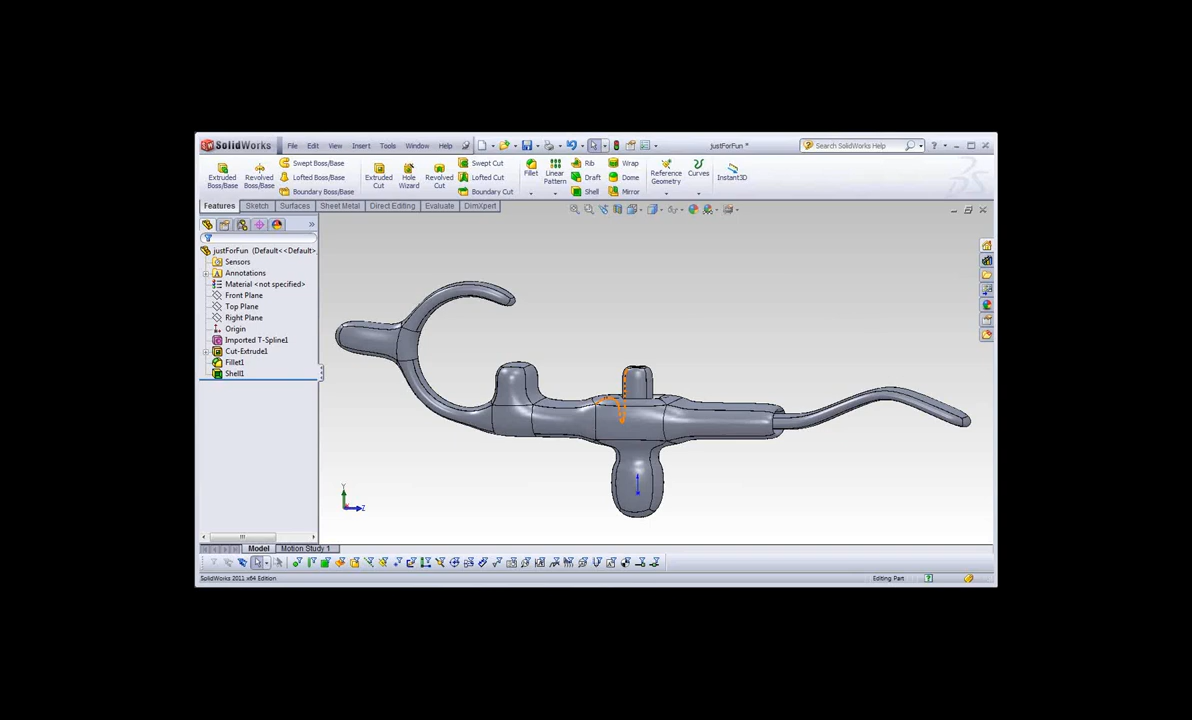 SolidWorks File Edit View Insert Tools Window Help justForFun * Search SolidWorks Help
Extruded Boss/Base Revolved Boss/Base Swept Boss/Base Extruded Cut Hole Wizard Revolved Cut Swept Cut Fillet Linear Pattern Rib Wrap Reference Geometry Curves Instant3D
Lofted Boss/Base Lofted Cut Draft Dome
Boundary Boss/Base Boundary Cut Shell Mirror
Features Sketch Surfaces Sheet Metal Direct Editing Evaluate DimXpert
justForFun (Default<<Default>
Sensors
Annotations
Material <not specified>
Front Plane
Top Plane
Right Plane
Origin
Imported T-Spline1
Cut-Extrude1
Fillet1
Shell1
Y
Z
Model Motion Study 1
SolidWorks 2011 x64 Edition Editing Part